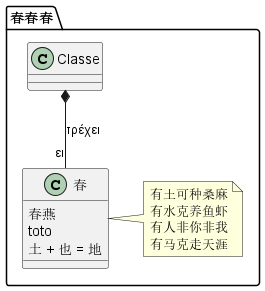 春春春
C Classe
τρέχει
ει
C 春
春燕
toto
土 + 也 = 地
有土可种桑麻
有水克养鱼虾
有人非你非我
有马克走天涯